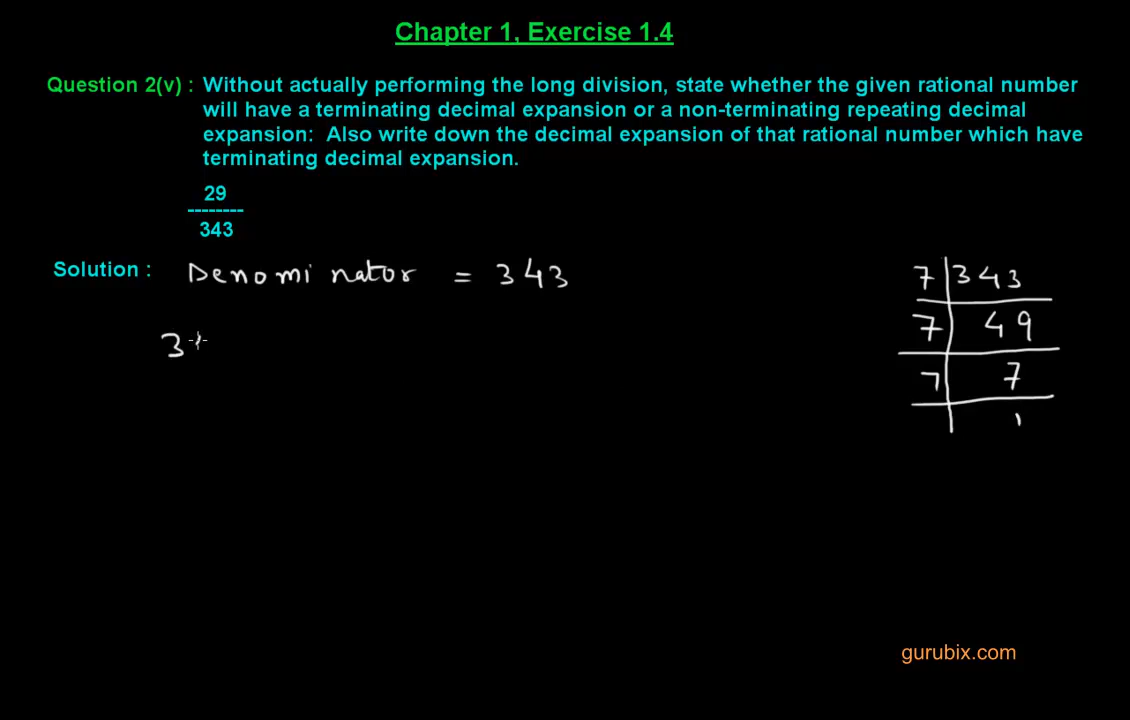 Chapter 1, Exercise 1.4
Question 2(v) : Without actually performing the long division, state whether the given rational number
will have a terminating decimal expansion or a non-terminating repeating decimal
expansion: Also write down the decimal expansion of that rational number which have
terminating decimal expansion.
29
--------
343
Solution : Denominator = 343
3
7 343
7 49
7 7
1
gurubix.com